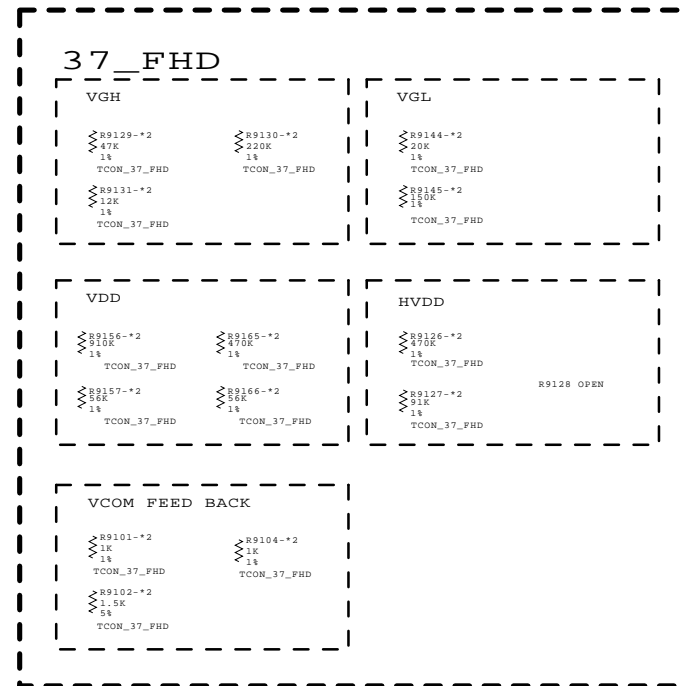 37_FHD
VGH
R9129-*2
47K
1%
TCON_37_FHD
R9130-*2
220K
1%
TCON_37_FHD
R9131-*2
12K
1%
TCON_37_FHD
VGL
R9144-*2
20K
1%
TCON_37_FHD
R9145-*2
150K
1%
TCON_37_FHD
VDD
R9156-*2
910K
1%
TCON_37_FHD
R9165-*2
470K
1%
TCON_37_FHD
R9157-*2
56K
1%
TCON_37_FHD
R9166-*2
56K
1%
TCON_37_FHD
HVDD
R9126-*2
470K
1%
TCON_37_FHD
R9128 OPEN
R9127-*2
91K
1%
TCON_37_FHD
VCOM FEED BACK
R9101-*2
1K
1%
TCON_37_FHD
R9104-*2
1K
1%
TCON_37_FHD
R9102-*2
1.5K
5%
TCON_37_FHD